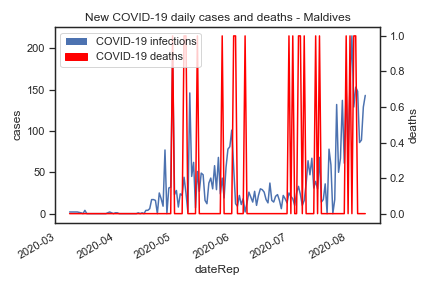 New COVID-19 daily cases and deaths - Maldives
COVID-19 infections
COVID-19 deaths
200
150
100
50
0
cases
1.0
0.8
0.6
0.4
0.2
0.0
deaths
2020-03
2020-04
2020-05
2020-06
2020-07
2020-08
dateRep